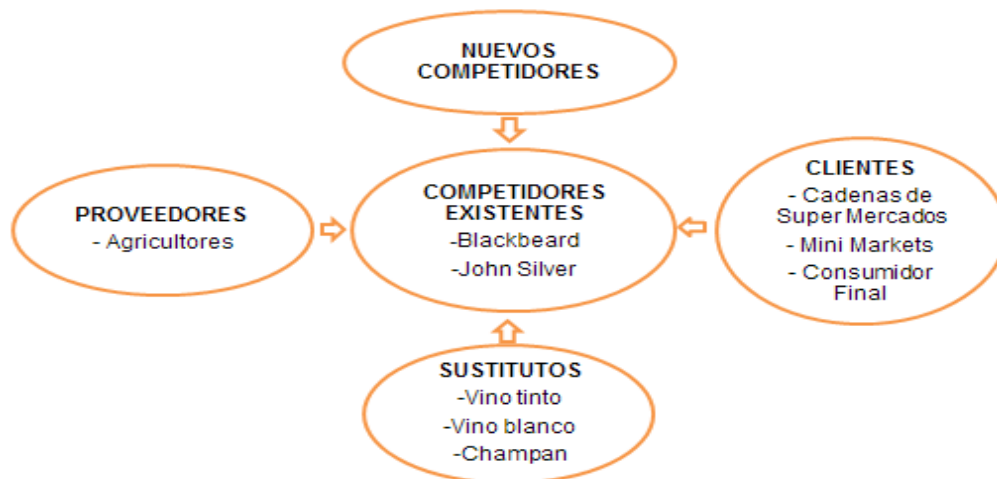 NUEVOS
COMPETIDORES
PROVEEDORES
- Agricultores
COMPETIDORES
EXISTENTES
-Blackbeard
-John Silver
CLIENTES
- Cadenas de
Super Mercados
- Mini Markets
- Consumidor
Final
SUSTITUTOS
-Vino tinto
-Vino blanco
-Champan